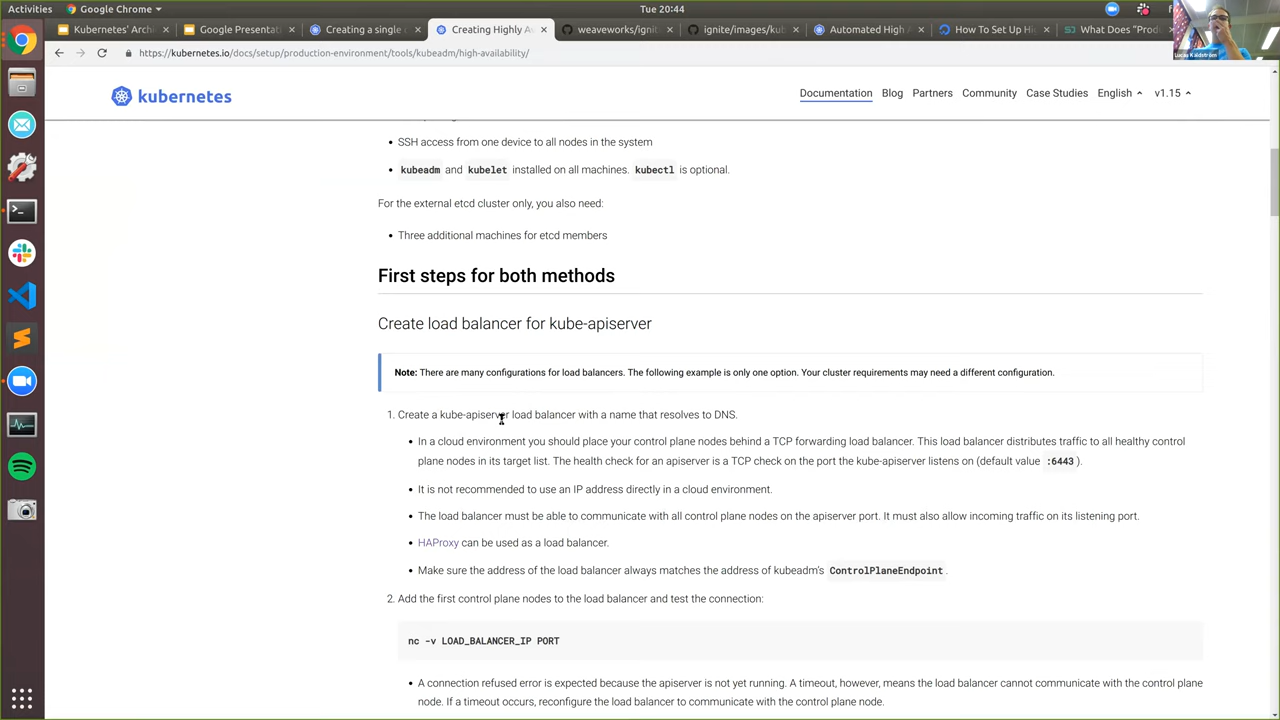 Activities
Google Chrome
Tue 20:44
Kubernetes' Archi
Google Presentat
Creating a single c
Creating Highly A
weaveworks/ignit
ignite/images/kub
Automated High A
How To Set Up Hi
What Does "Prod
https://kubernetes.io/docs/setup/production-environment/tools/kubeadm/high-availability/
Lucas Käldström
kubernetes
Documentation Blog Partners Community Case Studies English v1.15
SSH access from one device to all nodes in the system
kubeadm and kubelet installed on all machines. kubectl is optional.
For the external etcd cluster only, you also need:
Three additional machines for etcd members
First steps for both methods
Create load balancer for kube-apiserver
Note: There are many configurations for load balancers. The following example is only one option. Your cluster requirements may need a different configuration.
1. Create a kube-apiserver load balancer with a name that resolves to DNS.
In a cloud environment you should place your control plane nodes behind a TCP forwarding load balancer. This load balancer distributes traffic to all healthy control
plane nodes in its target list. The health check for an apiserver is a TCP check on the port the kube-apiserver listens on (default value :6443 ).
It is not recommended to use an IP address directly in a cloud environment.
The load balancer must be able to communicate with all control plane nodes on the apiserver port. It must also allow incoming traffic on its listening port.
HAProxy can be used as a load balancer.
Make sure the address of the load balancer always matches the address of kubeadm's ControlPlaneEndpoint.
2. Add the first control plane nodes to the load balancer and test the connection:
nc -v LOAD_BALANCER_IP PORT
A connection refused error is expected because the apiserver is not yet running. A timeout, however, means the load balancer cannot communicate with the control plane
node. If a timeout occurs, reconfigure the load balancer to communicate with the control plane node.